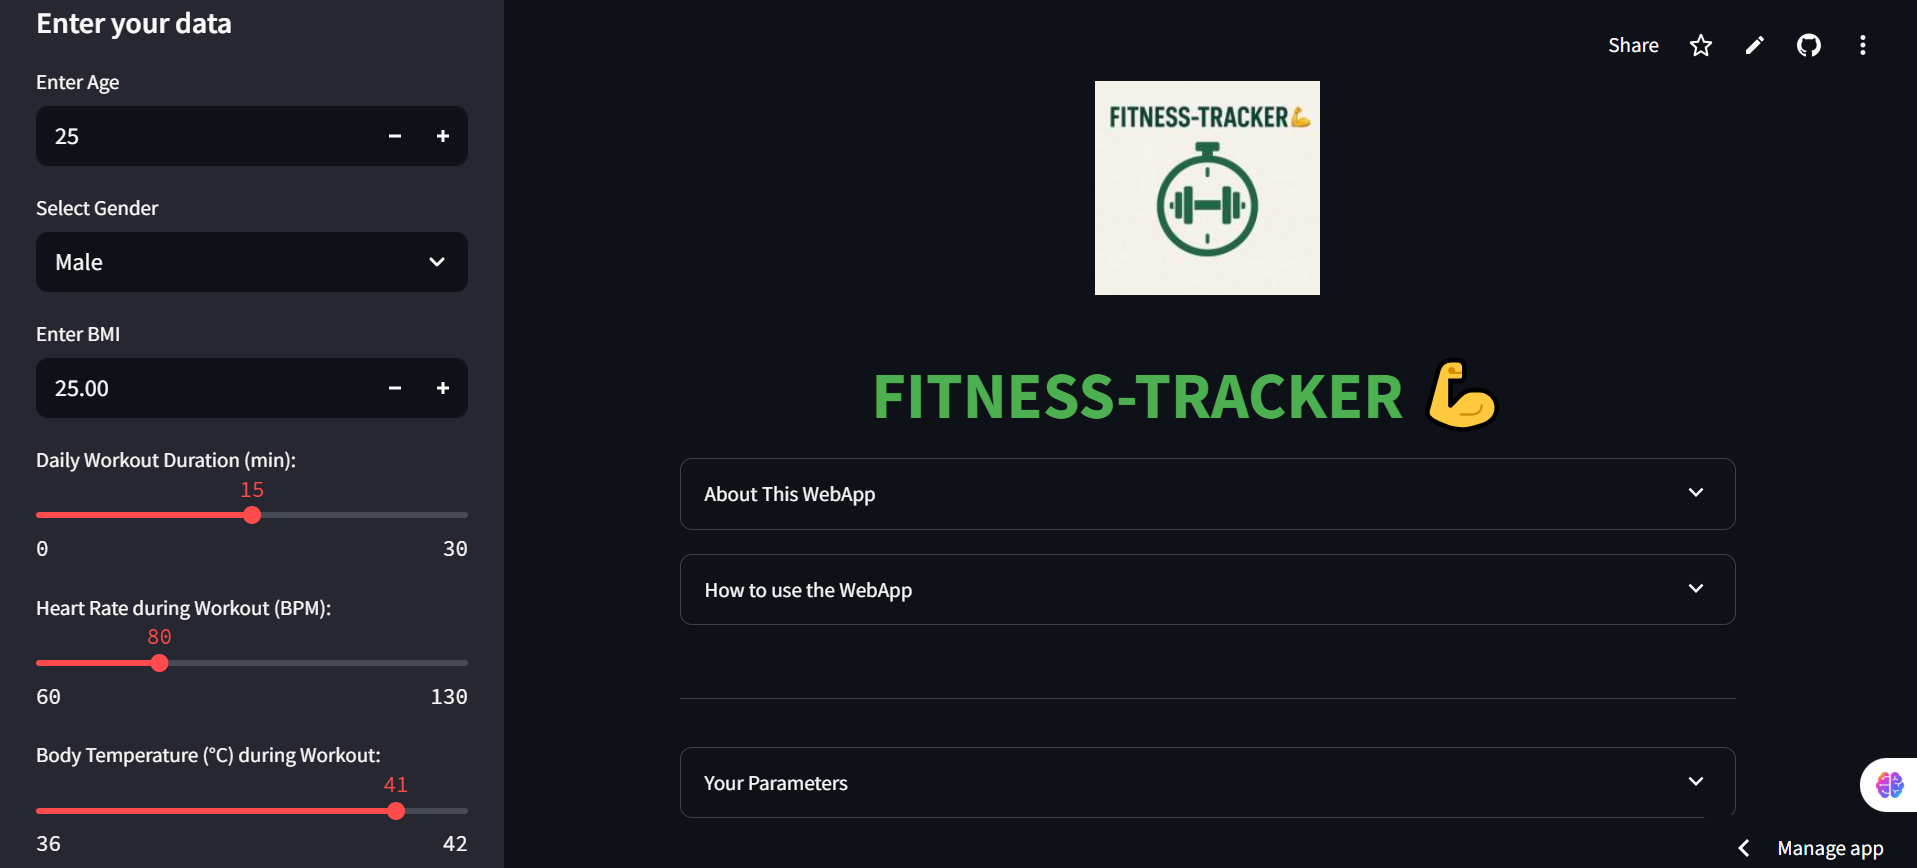 Enter your data
Enter Age
25
Select Gender
Male
Enter BMI
25.00
Daily Workout Duration (min):
15
0 30
Heart Rate during Workout (BPM):
80
60 130
Body Temperature (°C) during Workout:
41
36 42
Share
FITNESS-TRACKER💪
FITNESS-TRACKER 💪
About This WebApp
How to use the WebApp
Your Parameters
Manage app